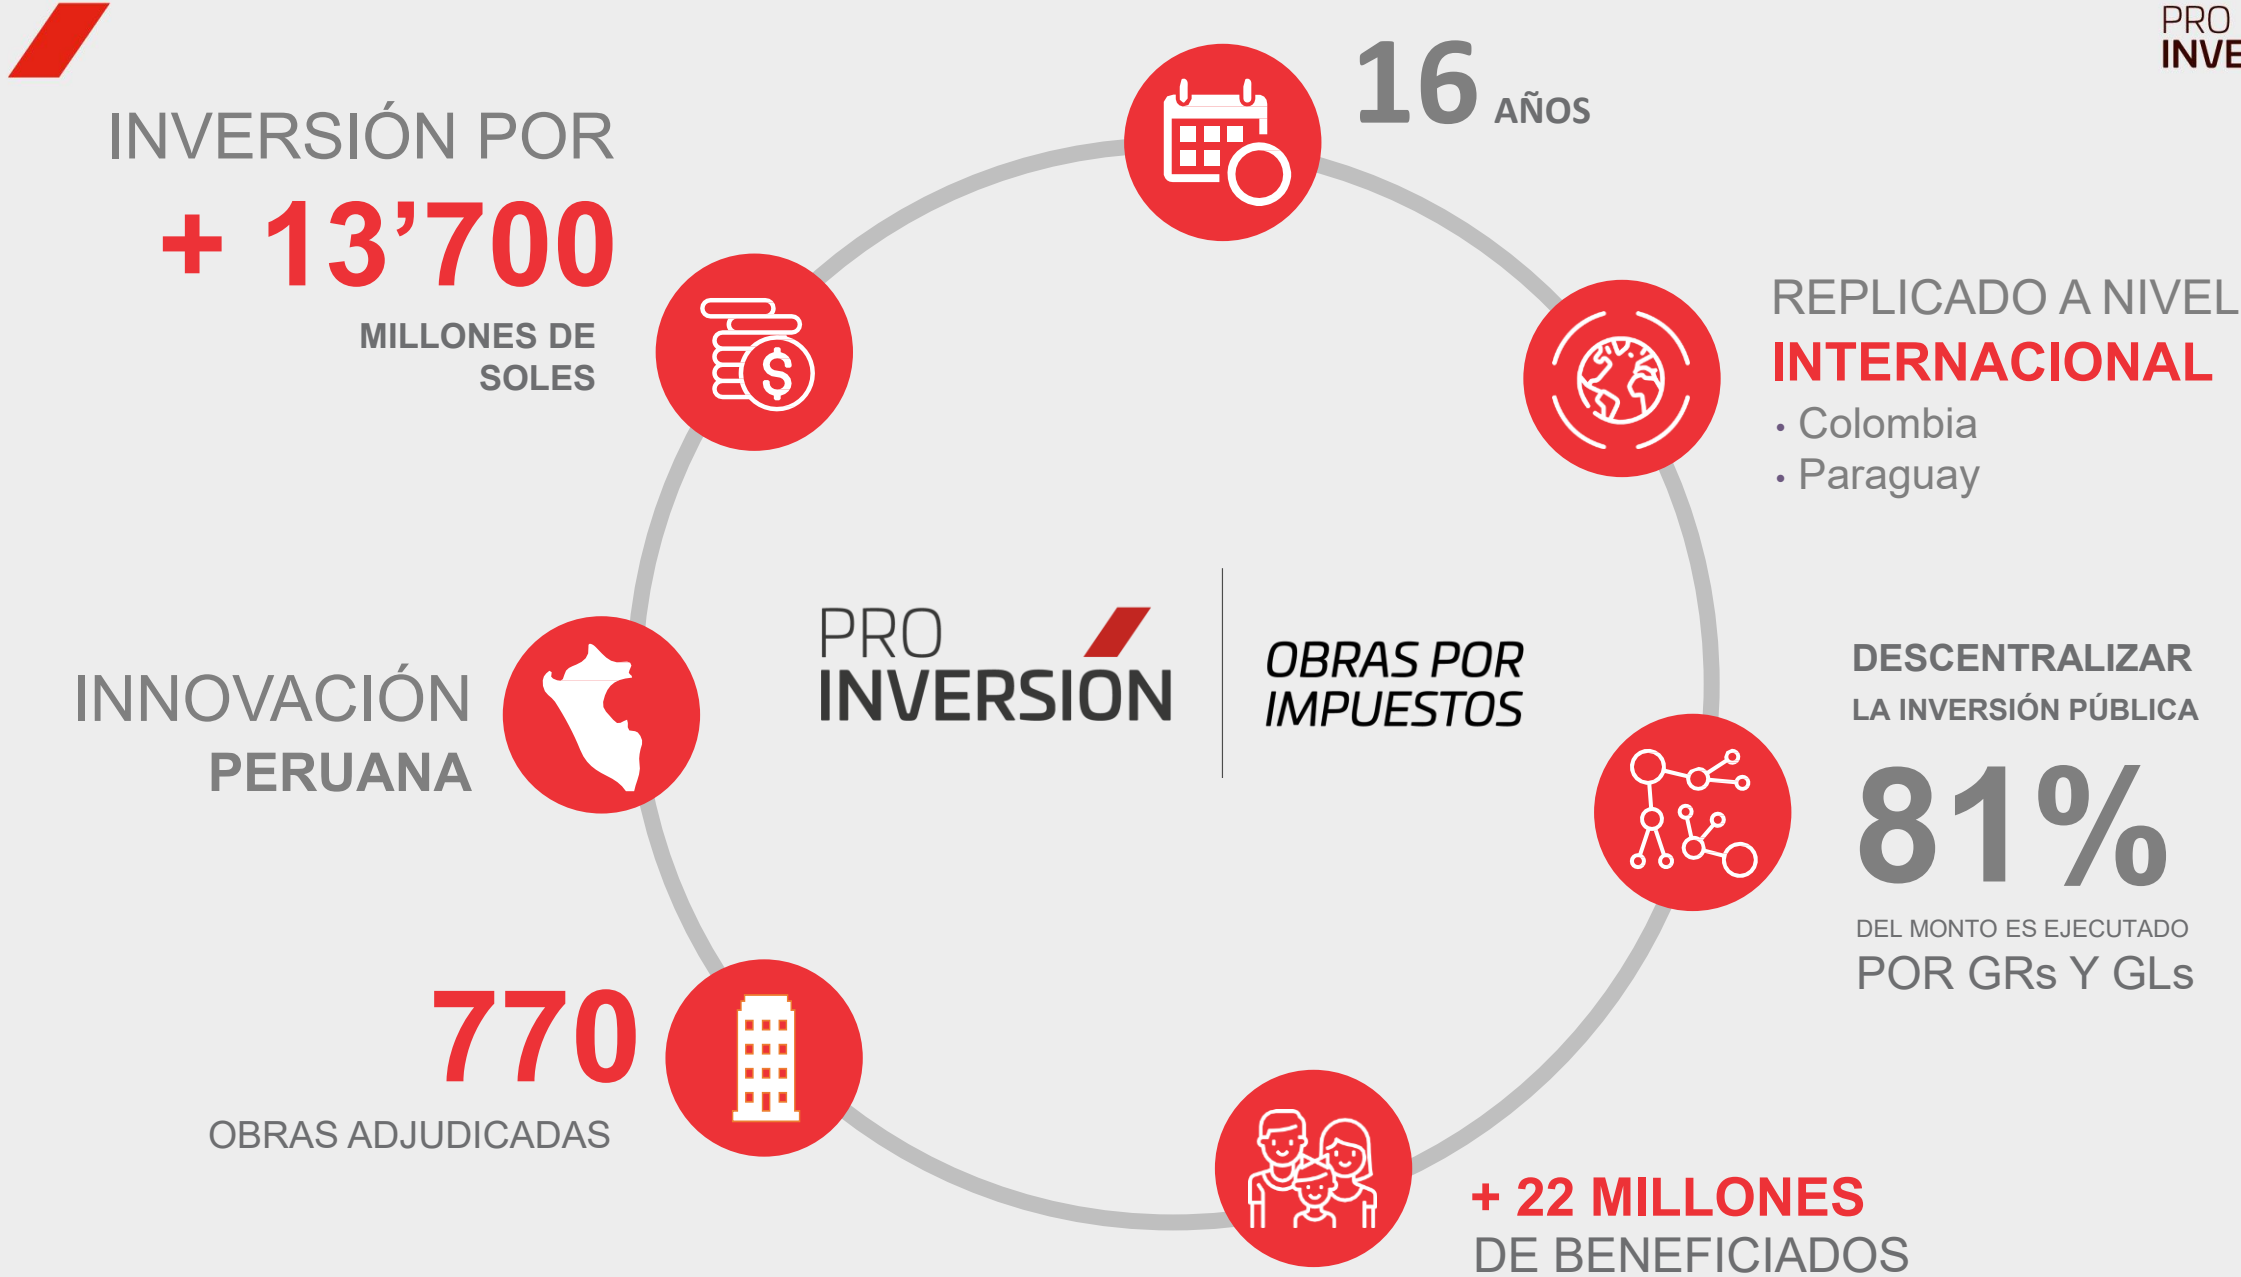 PRO
INVE
16 AÑOS
INVERSIÓN POR
+ 13’700
MILLONES DE
SOLES
REPLICADO A NIVEL
INTERNACIONAL
• Colombia
• Paraguay
PRO
INVERSIÓN
OBRAS POR
IMPUESTOS
INNOVACIÓN
PERUANA
DESCENTRALIZAR
LA INVERSIÓN PÚBLICA
81%
DEL MONTO ES EJECUTADO
POR GRs Y GLs
770
OBRAS ADJUDICADAS
+ 22 MILLONES
DE BENEFICIADOS
$